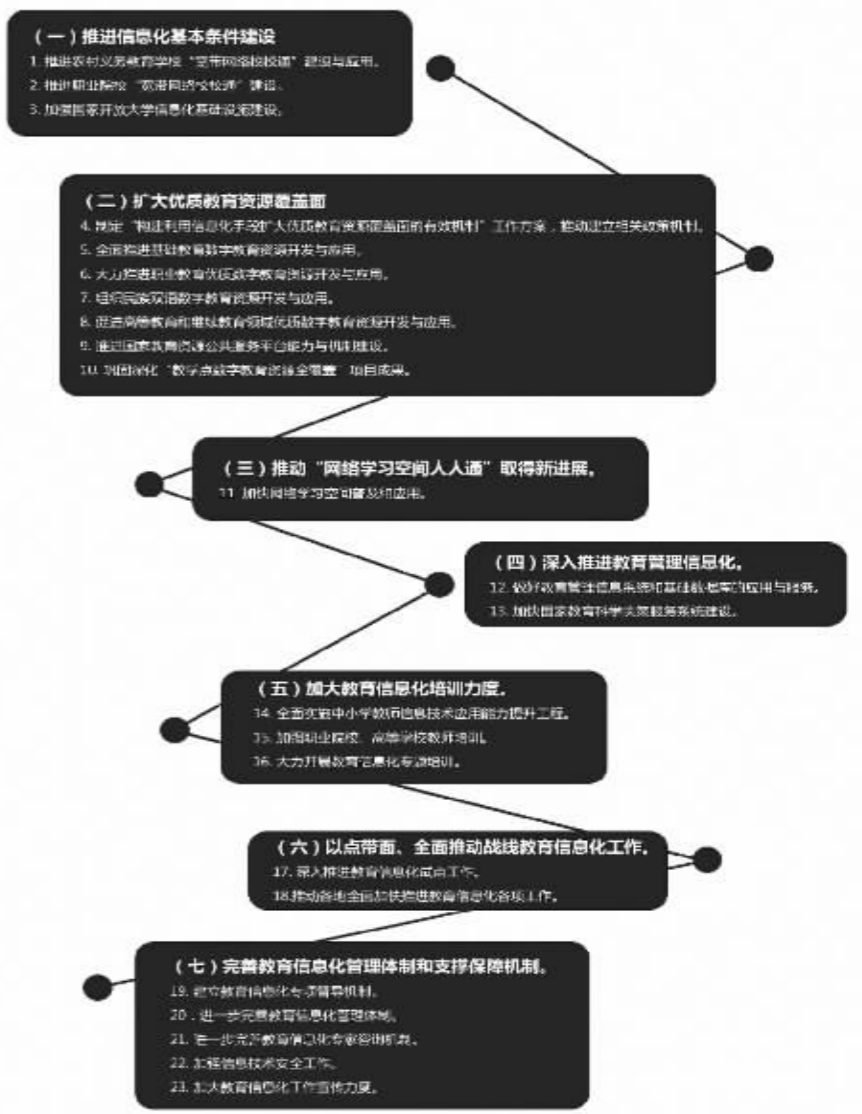 （一）推进信息化基本条件建设
1. 推进农村义务教育学校“宽带网络校校通”建设与应用。
2. 推进职业院校“宽带网络校校通”建设。
3. 加强国家开放大学信息化基础设施建设。
（二）扩大优质教育资源覆盖面
4. 制定“构建利用信息化手段扩大优质教育资源覆盖面的有效机制”工作方案，推动建立相关政策机制。
5. 全面推进基础教育数字教育资源开发与应用。
6. 大力推进职业教育优质数字教育资源开发与应用。
7. 组织民族双语数字教育资源开发与应用。
8. 促进高等教育和继续教育领域优质数字教育资源开发与应用。
9. 推进国家教育资源公共服务平台能力与机制建设。
10. 巩固深化“教学点数字教育资源全覆盖”项目成果。
（三）推动“网络学习空间人人通”取得新进展。
11. 加快网络学习空间普及和应用。
（四）深入推进教育管理信息化。
12. 做好教育管理信息系统和基础数据库的应用与服务。
13. 加快国家教育科学决策服务系统建设。
（五）加大教育信息化培训力度。
14. 全面实施中小学教师信息技术应用能力提升工程。
15. 加强职业院校、高等学校教师培训。
16. 大力开展教育信息化专项培训。
（六）以点带面、全面推动战线教育信息化工作。
17. 深入推进教育信息化试点工作。
18.推动各地全面加快推进教育信息化各项工作。
（七）完善教育信息化管理体制和支撑保障机制。
19. 建立教育信息化专项督导机制。
20．进一步完善教育信息化管理体制。
21. 进一步完善教育信息化专家咨询机制。
22. 加强信息技术安全工作。
23. 加大教育信息化工作宣传力度。